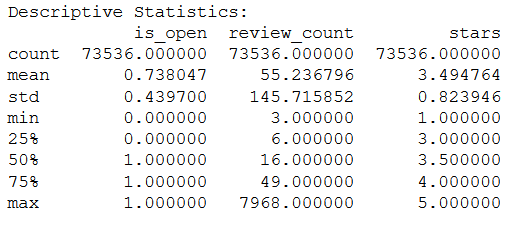 Descriptive Statistics:
is_open review_count stars
count 73536.000000 73536.000000 73536.000000
mean 0.738047 55.236796 3.494764
std 0.439700 145.715852 0.823946
min 0.000000 3.000000 1.000000
25% 0.000000 6.000000 3.000000
50% 1.000000 16.000000 3.500000
75% 1.000000 49.000000 4.000000
max 1.000000 7968.000000 5.000000